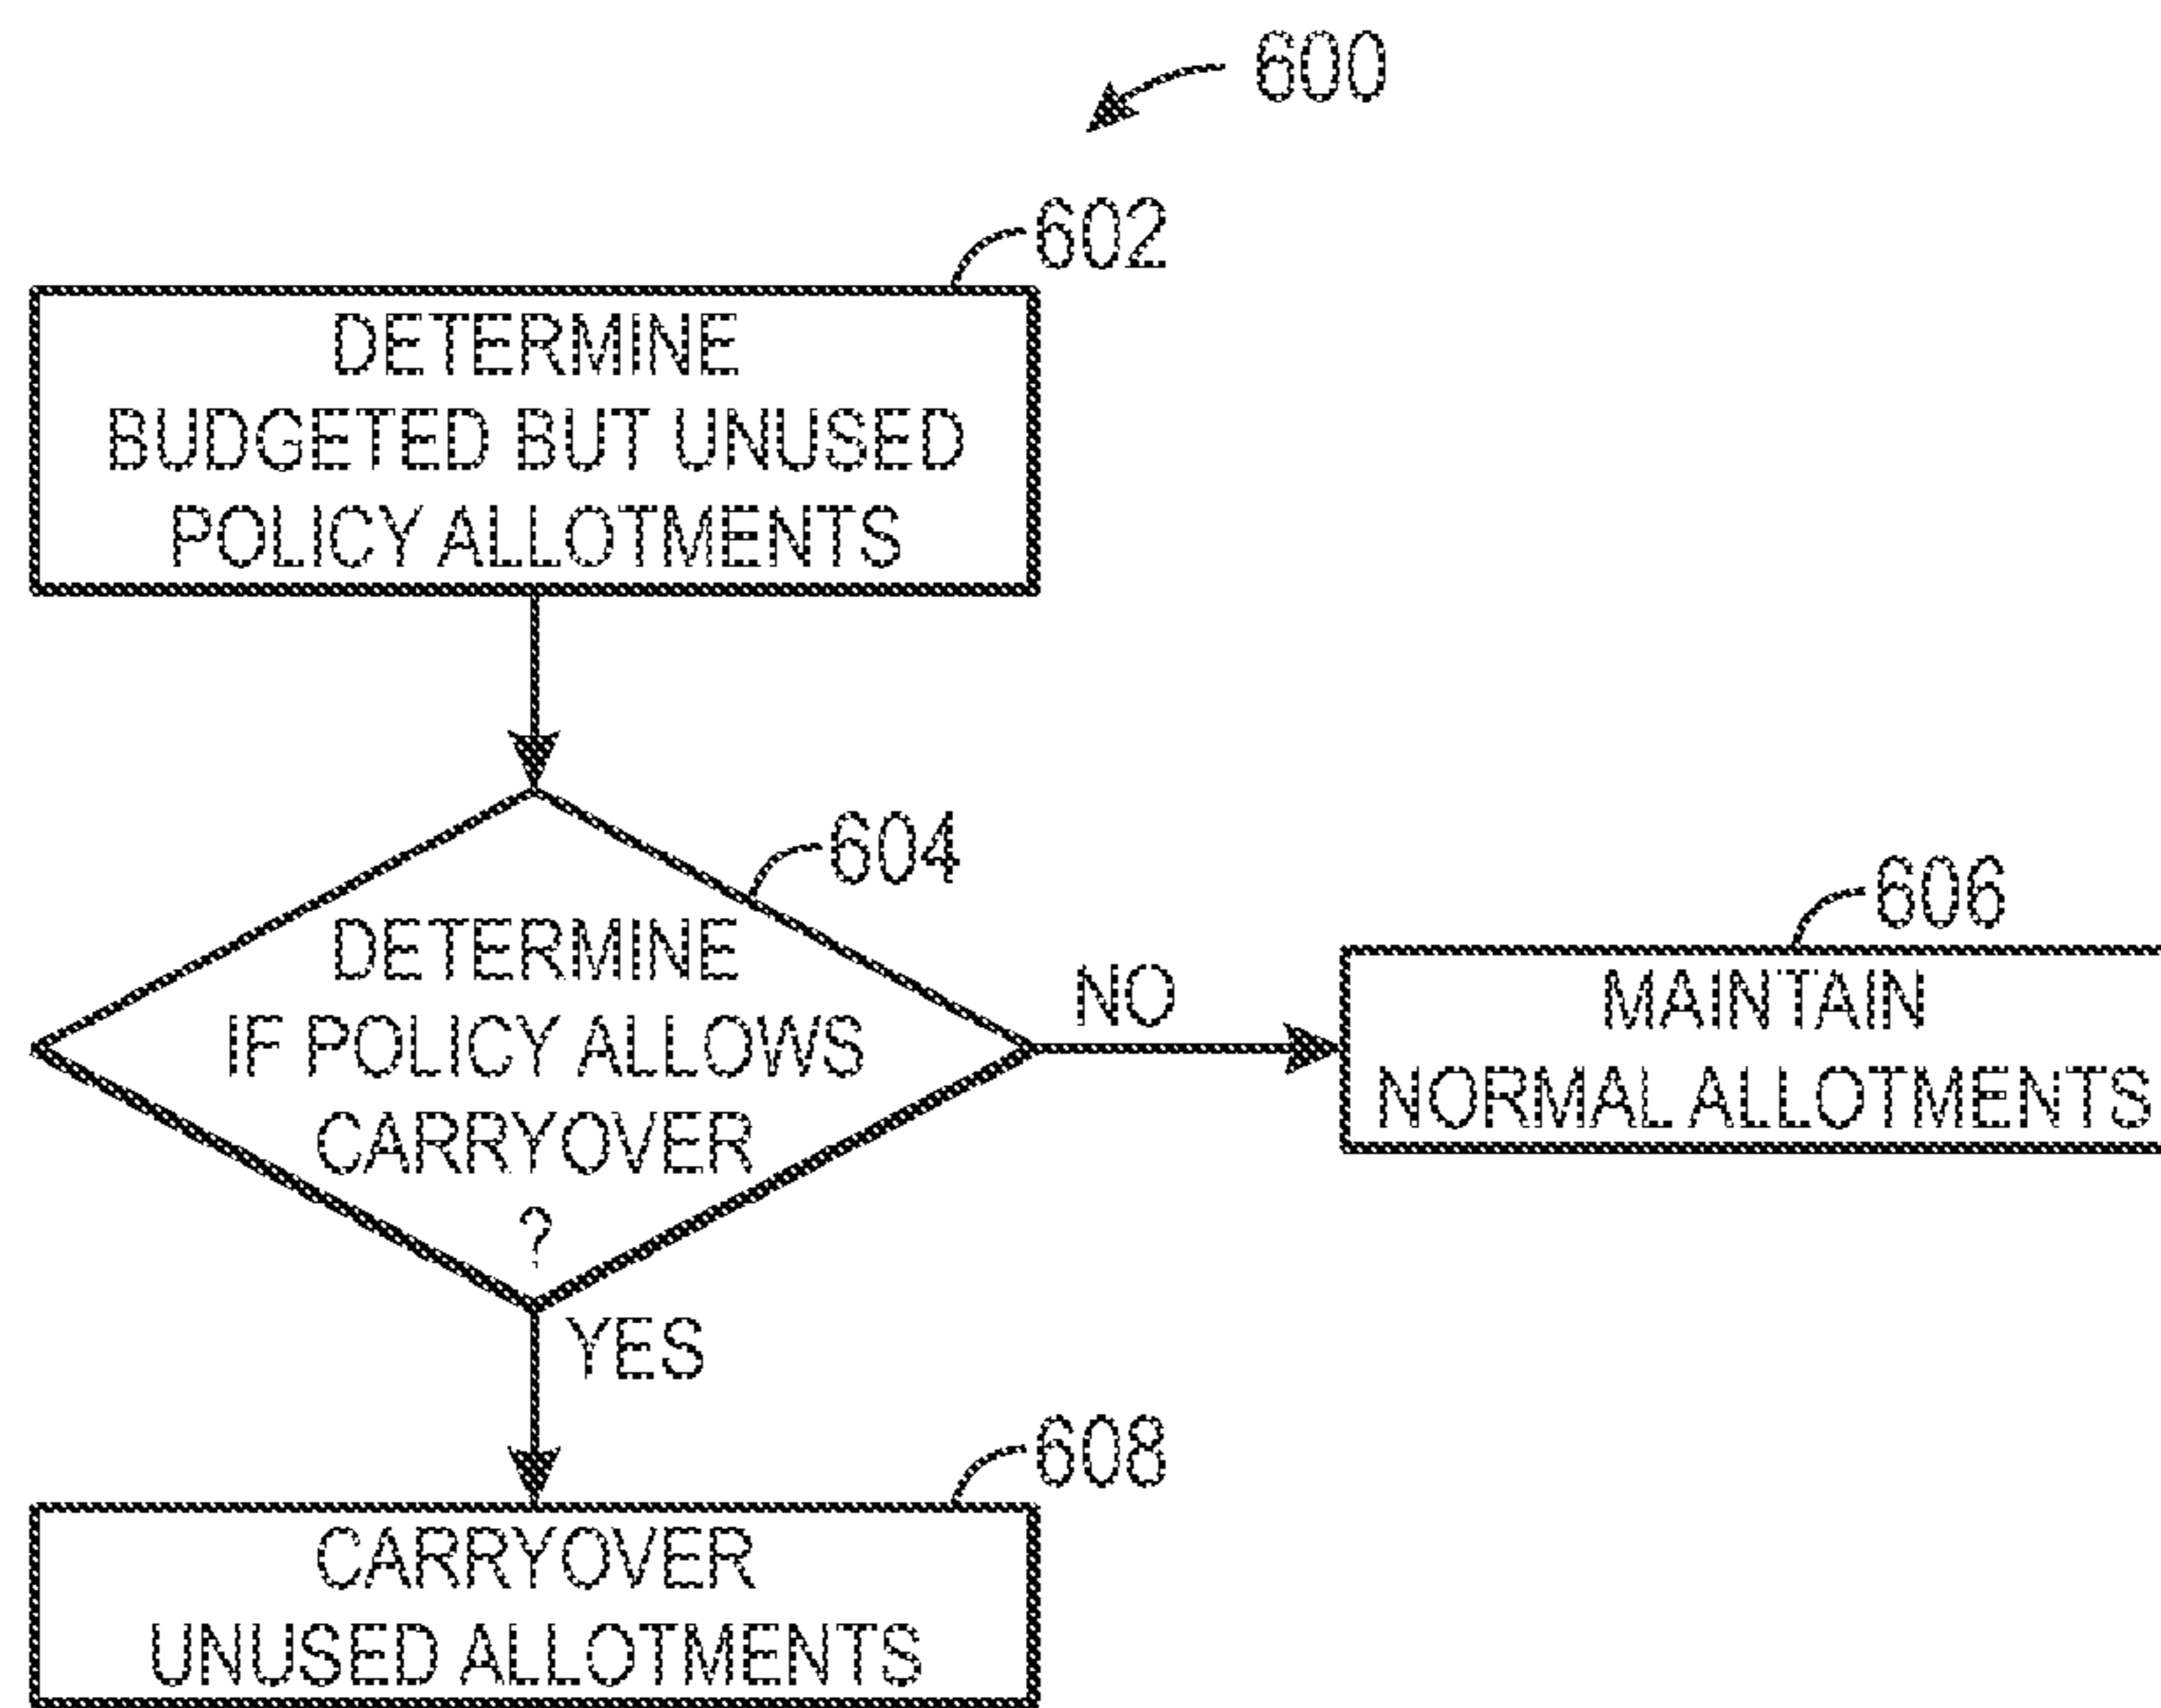 600
602
DETERMINE
BUDGETED BUT UNUSED
POLICY ALLOTMENTS
604
DETERMINE
IF POLICY ALLOWS
CARRYOVER
?
NO
606
MAINTAIN
NORMAL ALLOTMENTS
YES
608
CARRYOVER
UNUSED ALLOTMENTS